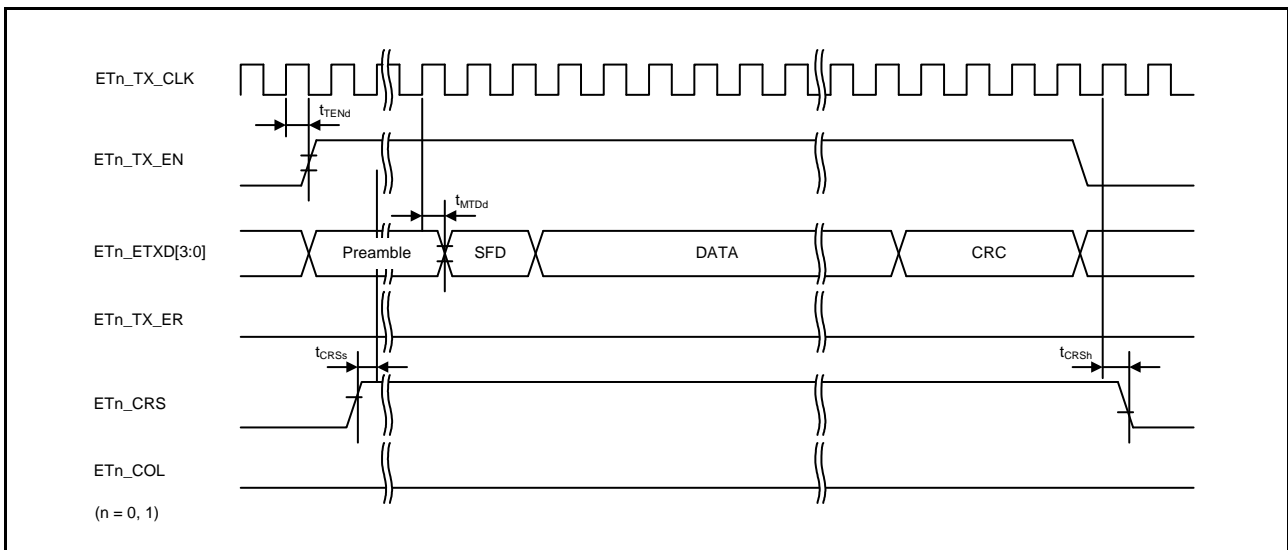 ETn_TX_CLK
tTENd
ETn_TX_EN
tMTDd
ETn_ETXD[3:0]
Preamble
SFD
DATA
CRC
ETn_TX_ER
tCRSs
tCRSh
ETn_CRS
ETn_COL
(n = 0, 1)